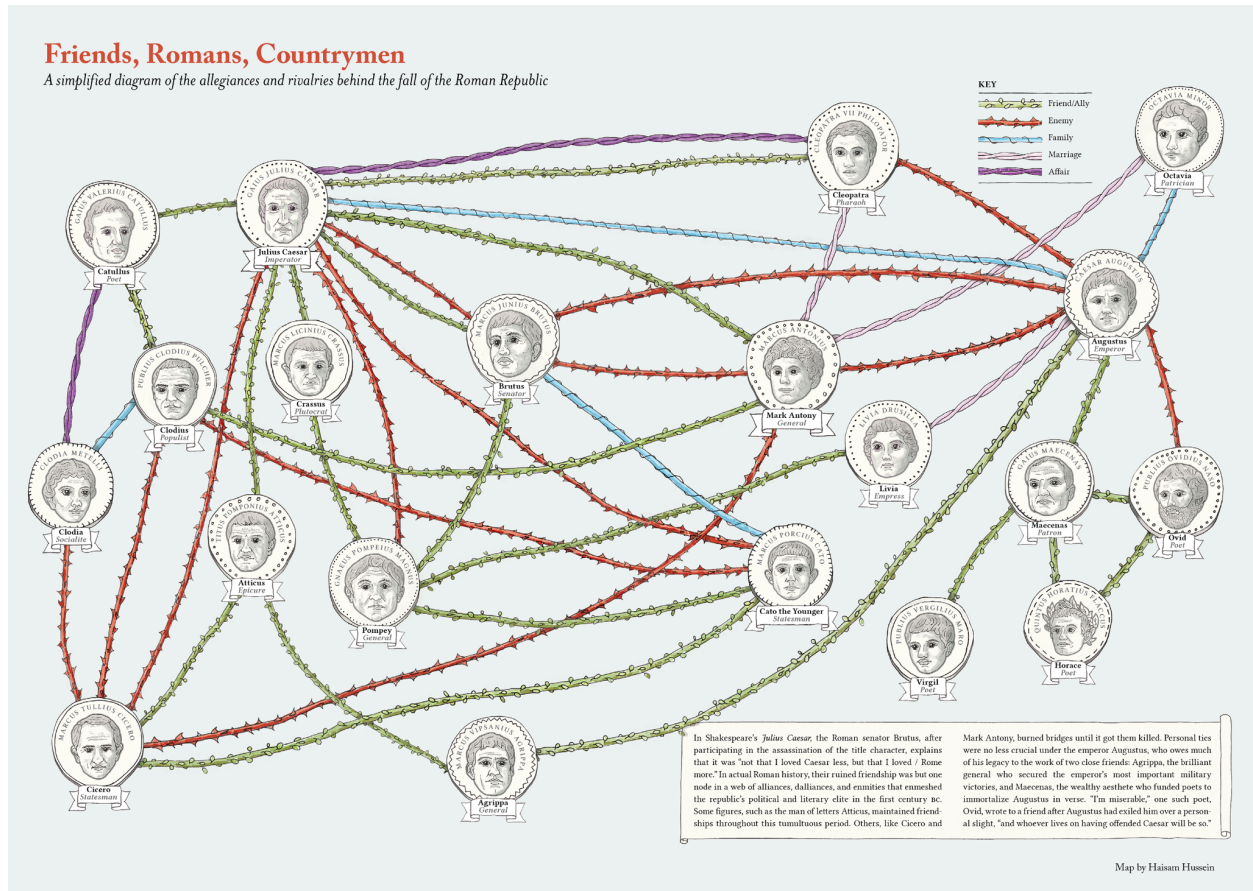 Friends, Romans, Countrymen
A simplified diagram of the allegiances and rivalries behind the fall of the Roman Republic
KEY
Friend/Ally
Enemy
Family
Marriage
Affair
OCTAVIA MINOR
Octavia
Patrician
CLEOPATRA VII PHILOPATOR
Cleopatra
Pharaoh
GAIUS JULIUS CAESAR
Julius Caesar
Imperator
GAIUS VALERIUS CATULLUS
Catullus
Poet
CAESAR AUGUSTUS
Augustus
Emperor
MARCUS JUNIUS BRUTUS
Brutus
Senator
MARCUS LICINIUS CRASSUS
Crassus
Plutocrat
MARCUS ANTONIUS
Mark Antony
General
PUBLIUS CLODIUS PULCHER
Clodius
Populist
LIVIA DRUSILLA
Livia
Empress
CLODIA METELLI
Clodia
Socialite
GAIUS MAECENAS
Maecenas
Patron
PUBLIUS OVIDIUS NASO
Ovid
Poet
TITUS POMPONIUS ATTICUS
Atticus
Epicure
GNAEUS POMPEIUS MAGNUS
Pompey
General
MARCUS PORCIUS CATO
Cato the Younger
Statesman
PUBLIUS VERGILIUS MARO
Virgil
Poet
QUINTUS HORATIUS FLACCUS
Horace
Poet
MARCUS TULLIUS CICERO
Cicero
Statesman
MARCUS VIPSANIUS AGRIPPA
Agrippa
General
In Shakespeare's Julius Caesar, the Roman senator Brutus, after
participating in the assassination of the title character, explains
that it was "not that I loved Caesar less, but that I loved / Rome
more." In actual Roman history, their ruined friendship was but one
node in a web of alliances, dalliances, and enmities that enmeshed
the republic's political and literary elite in the first century BC.
Some figures, such as the man of letters Atticus, maintained friend-
ships throughout this tumultuous period. Others, like Cicero and
Mark Antony, burned bridges until it got them killed. Personal ties
were no less crucial under the emperor Augustus, who owes much
of his legacy to the work of two close friends: Agrippa, the brilliant
general who secured the emperor's most important military
victories, and Maecenas, the wealthy aesthete who funded poets to
immortalize Augustus in verse. "I'm miserable," one such poet,
Ovid, wrote to a friend after Augustus had exiled him over a person-
al slight, "and whoever lives on having offended Caesar will be so."
Map by Haisam Hussein